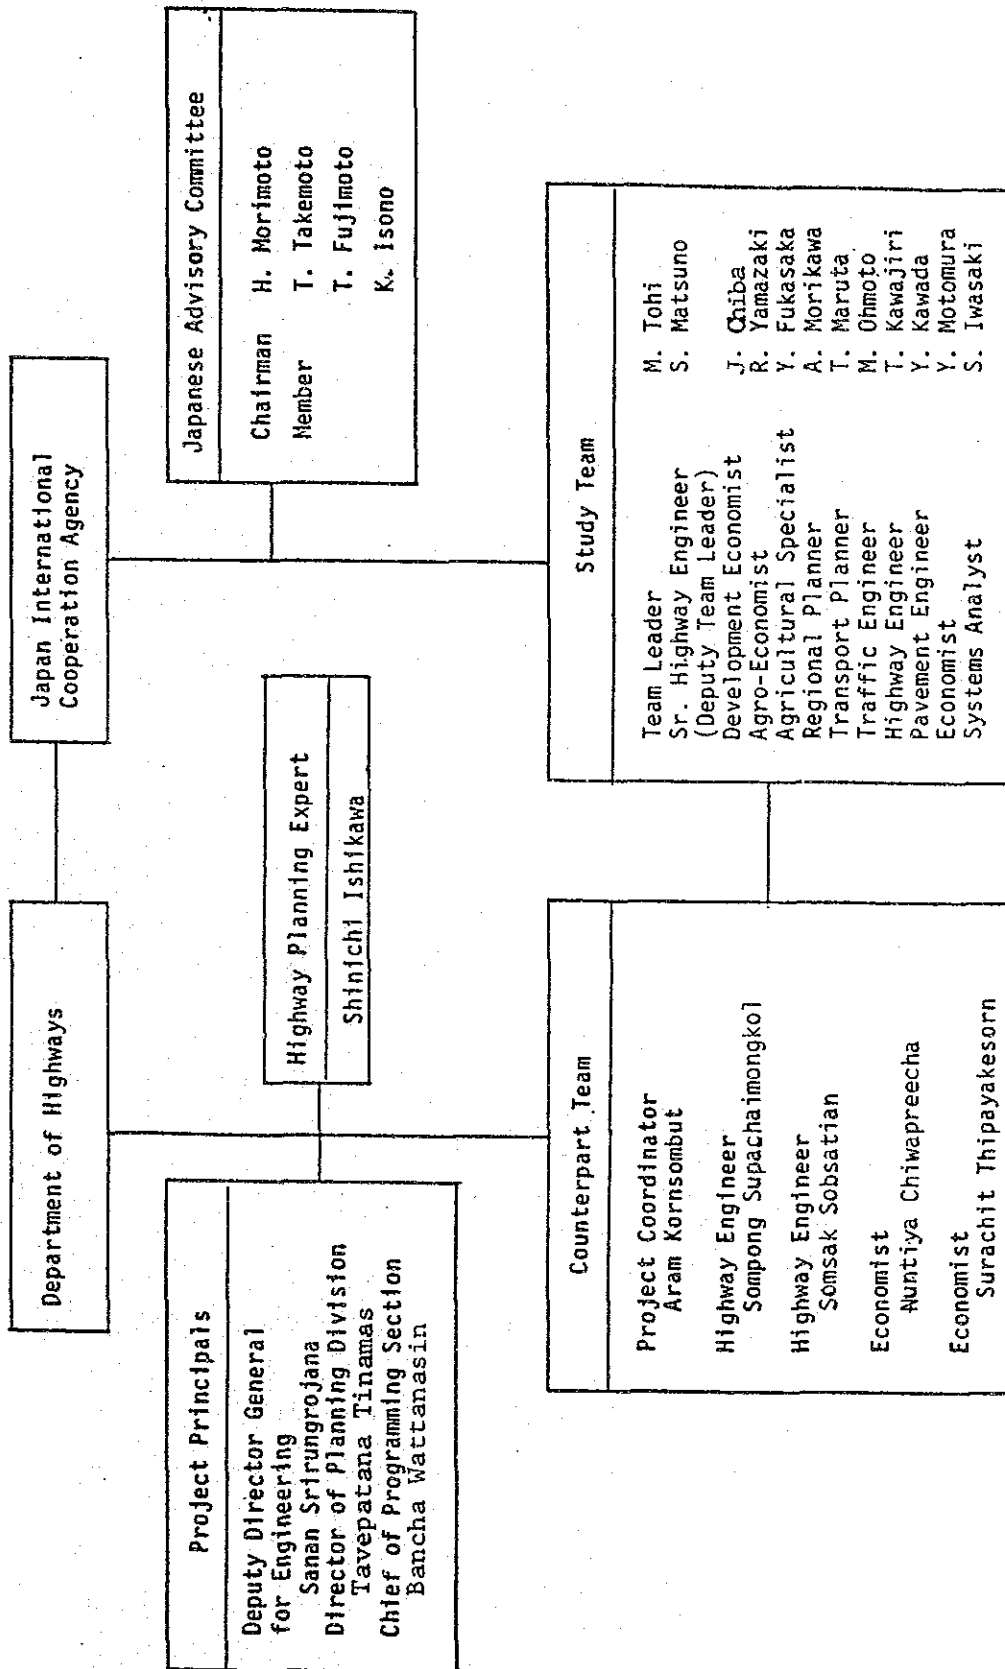 Department of Highways
Japan International
Cooperation Agency
Project Principals
Deputy Director General
for Engineering
Sanan Srirungrojana
Director of Planning Division
Tavepatana Tinamas
Chief of Programming Section
Bancha Wattanasin
Highway Planning Expert
Shinichi Ishikawa
Japanese Advisory Committee
Chairman H. Morimoto
Member T. Takemoto
T. Fujimoto
K. Isono
Counterpart Team
Project Coordinator
Aram Kornsombut
Highway Engineer
Sompong Supachaimongkol
Highway Engineer
Somsak Sobsatian
Economist
Nuntiya Chiwapreecha
Economist
Surachit Thipayakesorn
Study Team
Team Leader M. Tohi
Sr. Highway Engineer S. Matsuno
(Deputy Team Leader)
Development Economist J. Chiba
Agro-Economist R. Yamazaki
Agricultural Specialist Y. Fukasaka
Regional Planner A. Morikawa
Transport Planner T. Maruta
Traffic Engineer M. Ohmoto
Highway Engineer T. Kawajiri
Pavement Engineer Y. Kawada
Economist Y. Motomura
Systems Analyst S. Iwasaki